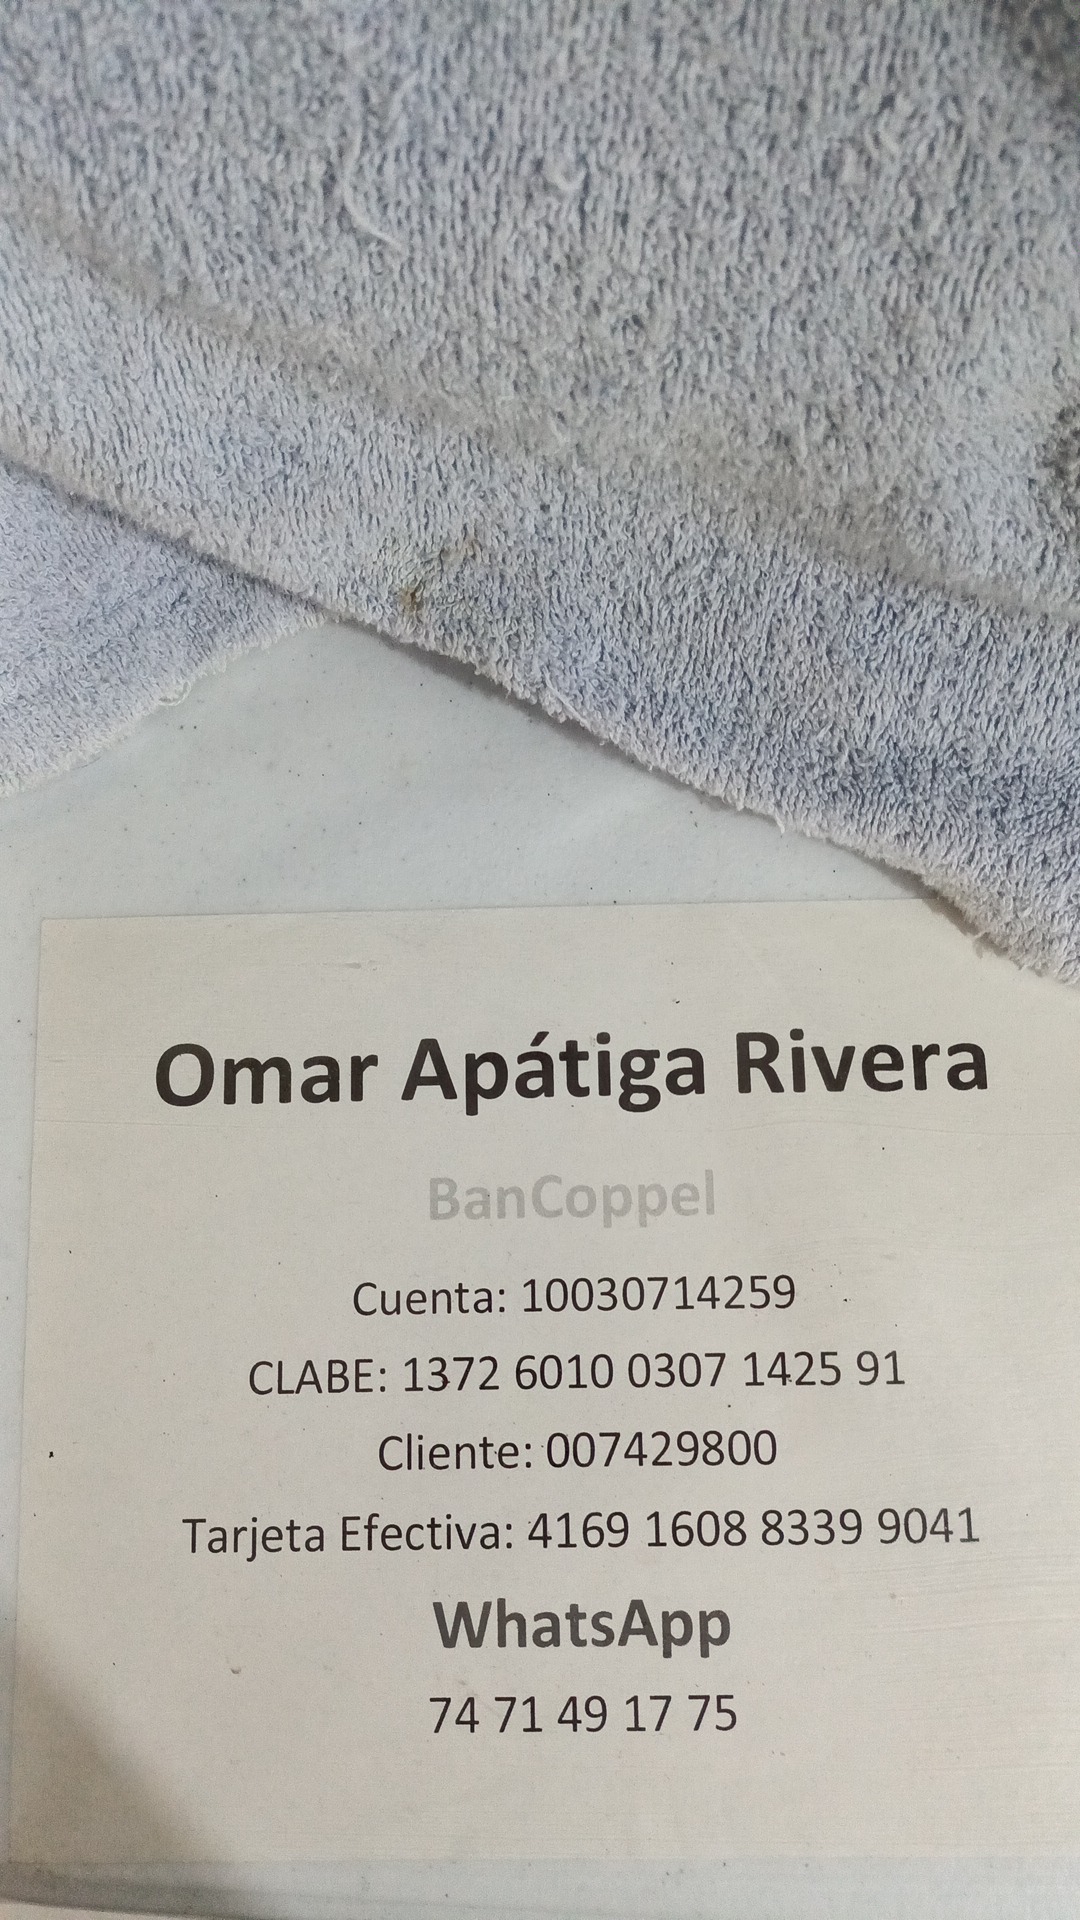 Omar Apátiga Rivera
BanCoppel
Cuenta: 10030714259
CLABE: 1372 6010 0307 1425 91
Cliente: 007429800
Tarjeta Efectiva: 4169 1608 8339 9041
WhatsApp
74 71 49 17 75